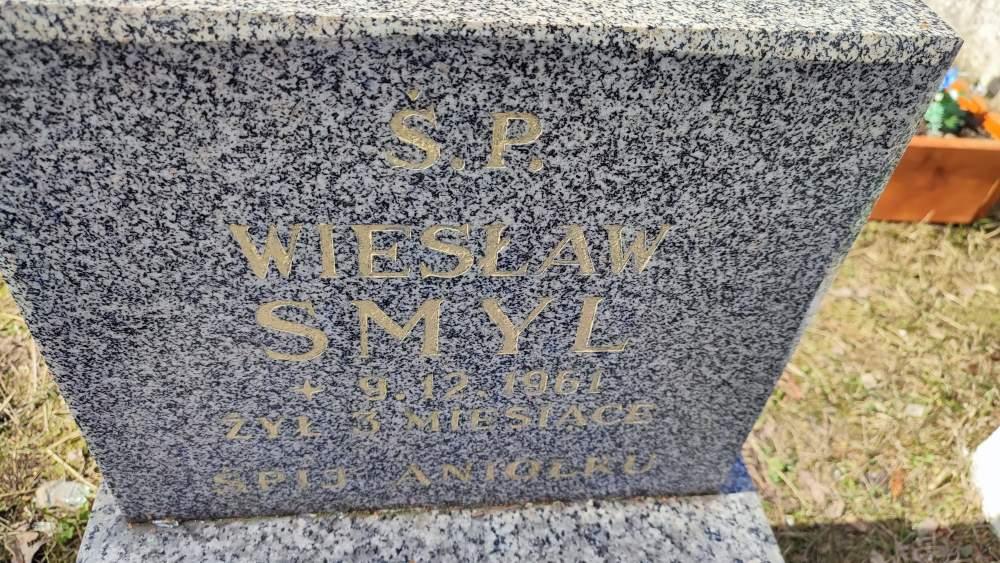 Ś.P.
WIESŁAW
SMYL
+ 9.12.1961
ŻYŁ 3 MIESIĄCE
ŚPIJ ANIOŁKU